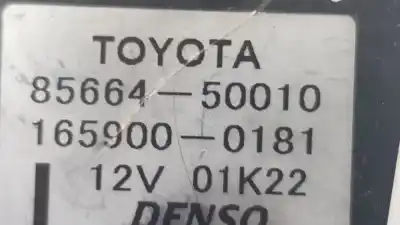 TOYOTA
85664-50010
165900-0181
12V 01K22
DENSO